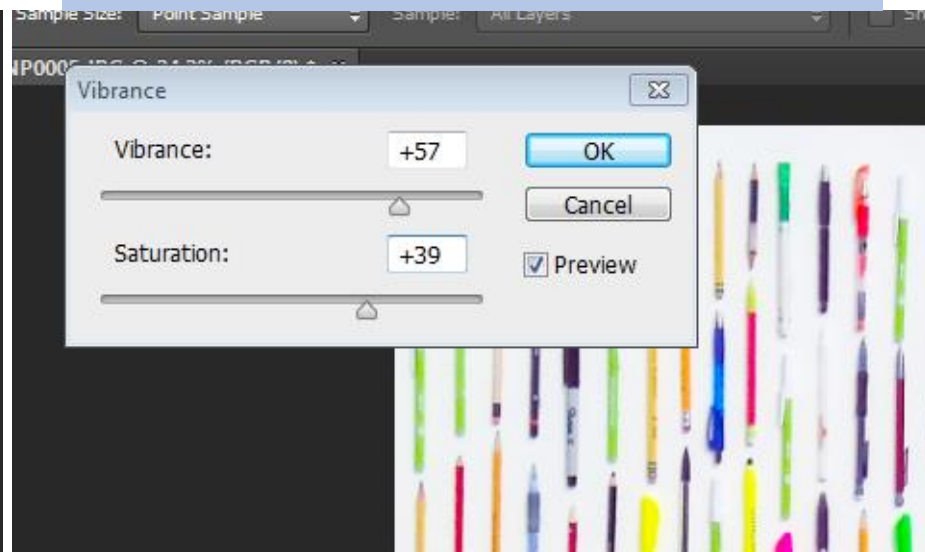 Sample Size: Point Sample Sample: All Layers
Vibrance
Vibrance: +57 OK
Cancel
Saturation: +39 Preview